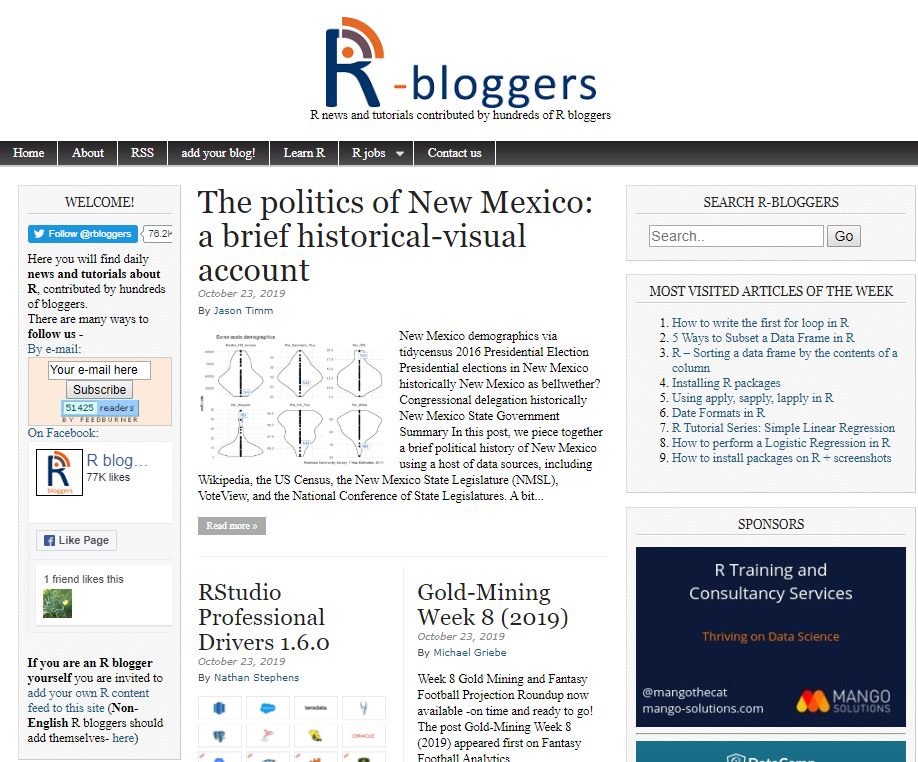 R-bloggers
R news and tutorials contributed by hundreds of R bloggers
Home
About
RSS
add your blog!
Learn R
R jobs
Contact us
WELCOME!
Follow @rbloggers
76.2K
Here you will find daily
news and tutorials about
R, contributed by hundreds
of bloggers.
There are many ways to
follow us -
By e-mail:
Your e-mail here
Subscribe
51425 readers
BY FEEDBURNER
On Facebook:
bloggers
R blog...
77K likes
Like Page
1 friend likes this
If you are an R blogger
yourself you are invited to
add your own R content
feed to this site (Non-
English R bloggers should
add themselves- here)
The politics of New Mexico:
a brief historical-visual
account
October 23, 2019
By Jason Timm
Some socio-demographics
New Mexico demographics via
tidycensus 2016 Presidential Election
Presidential elections in New Mexico
historically New Mexico as bellwether?
Congressional delegation historically
New Mexico State Government
Summary In this post, we piece together
a brief political history of New Mexico
using a host of data sources, including
Wikipedia, the US Census, the New Mexico State Legislature (NMSL),
VoteView, and the National Conference of State Legislatures. A bit...
Read more »
RStudio
Professional
Drivers 1.6.0
October 23, 2019
By Nathan Stephens
teradata.
ORACLE
Gold-Mining
Week 8 (2019)
October 23, 2019
By Michael Griebe
Week 8 Gold Mining and Fantasy
Football Projection Roundup now
available -on time and ready to go!
The post Gold-Mining Week 8
(2019) appeared first on Fantasy
Football Analytics.
SEARCH R-BLOGGERS
Search..
Go
MOST VISITED ARTICLES OF THE WEEK
1. How to write the first for loop in R
2. 5 Ways to Subset a Data Frame in R
3. R – Sorting a data frame by the contents of a
column
4. Installing R packages
5. Using apply, sapply, lapply in R
6. Date Formats in R
7. R Tutorial Series: Simple Linear Regression
8. How to perform a Logistic Regression in R
9. How to install packages on R + screenshots
SPONSORS
R Training and
Consultancy Services
Thriving on Data Science
@mangothecat
mango-solutions.com
MANGO
SOLUTIONS
DataCamp